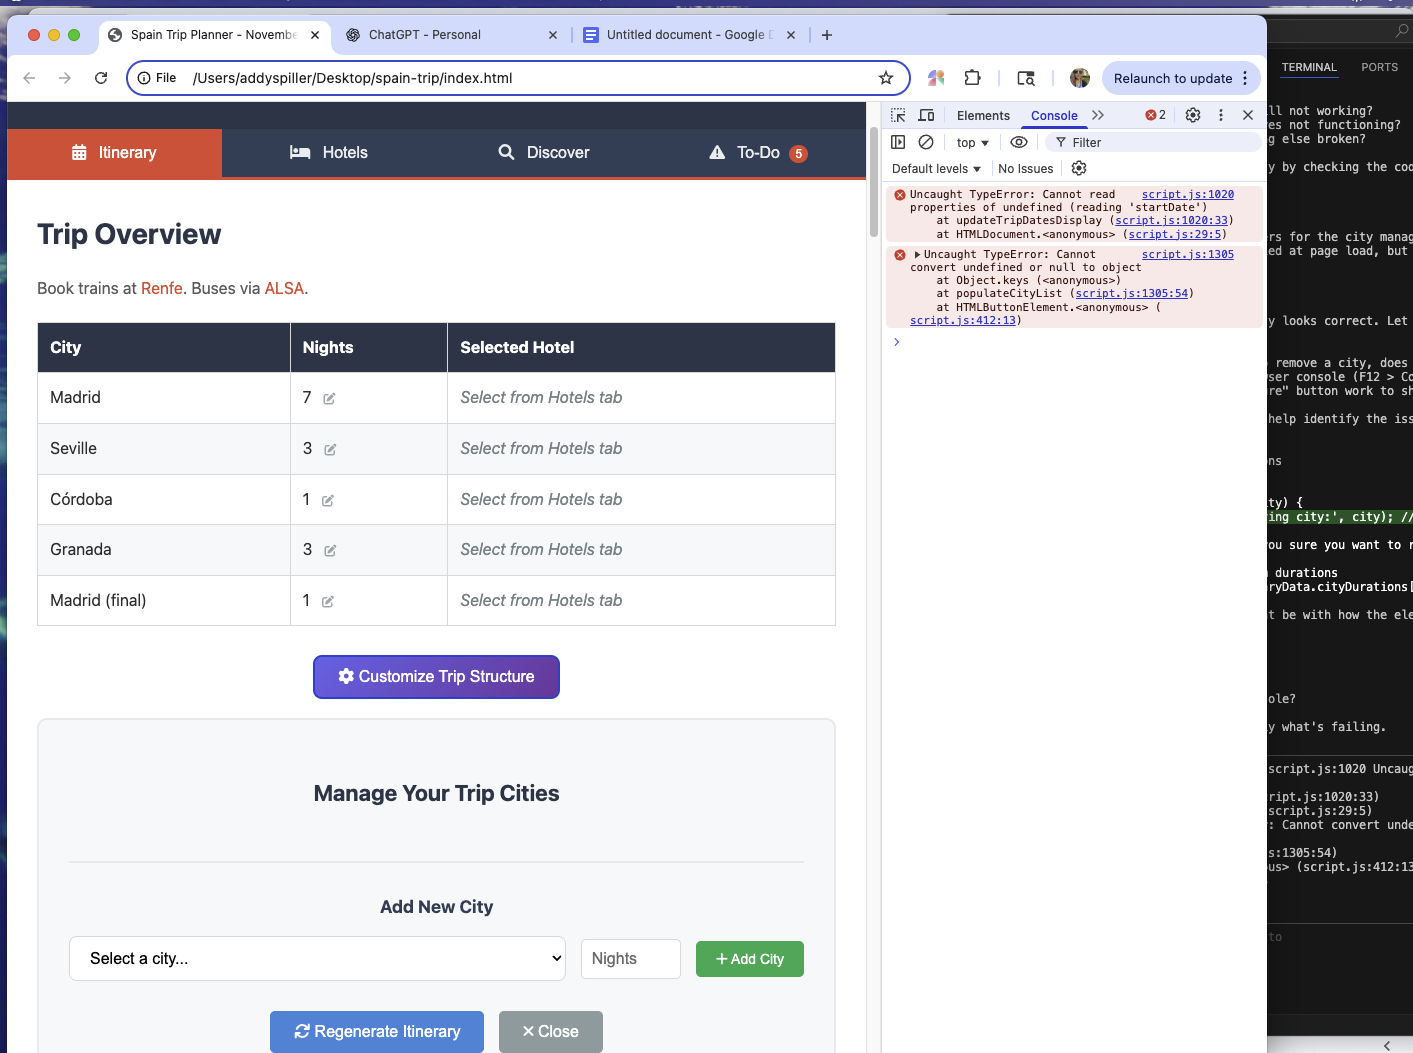 Spain Trip Planner - Novembe
ChatGPT - Personal
Untitled document - Google D
File /Users/addyspiller/Desktop/spain-trip/index.html
Relaunch to update
Itinerary
Hotels
Discover
To-Do 5
Trip Overview
Book trains at Renfe. Buses via ALSA.
City Nights Selected Hotel
Madrid 7 Select from Hotels tab
Seville 3 Select from Hotels tab
Córdoba 1 Select from Hotels tab
Granada 3 Select from Hotels tab
Madrid (final) 1 Select from Hotels tab
Customize Trip Structure
Manage Your Trip Cities
Add New City
Select a city...
Nights
Add City
Regenerate Itinerary
Close
Elements Console 2
top Filter
Default levels No Issues
Uncaught TypeError: Cannot read script.js:1020
properties of undefined (reading 'startDate')
at updateTripDatesDisplay (script.js:1020:33)
at HTMLDocument.<anonymous> (script.js:29:5)
Uncaught TypeError: Cannot script.js:1305
convert undefined or null to object
at Object.keys (<anonymous>)
at populateCityList (script.js:1305:54)
at HTMLButtonElement.<anonymous> (
script.js:412:13)
TERMINAL PORTS
ll not working?
es not functioning?
g else broken?
y by checking the
rs for the city manag
ed at page load, but
y looks correct. Let
remove a city, does
ser console (F12 > Co
re" button work to sh
help identify the iss
ns
ty) {
ing city:', city); //
ou sure you want to r
durations
ryData.cityDurations[
t be with how the ele
ole?
y what's failing.
script.js:1020 Uncaug
ript.js:1020:33)
script.js:29:5)
: Cannot convert unde
s:1305:54)
ous> (script.js:412:13
to